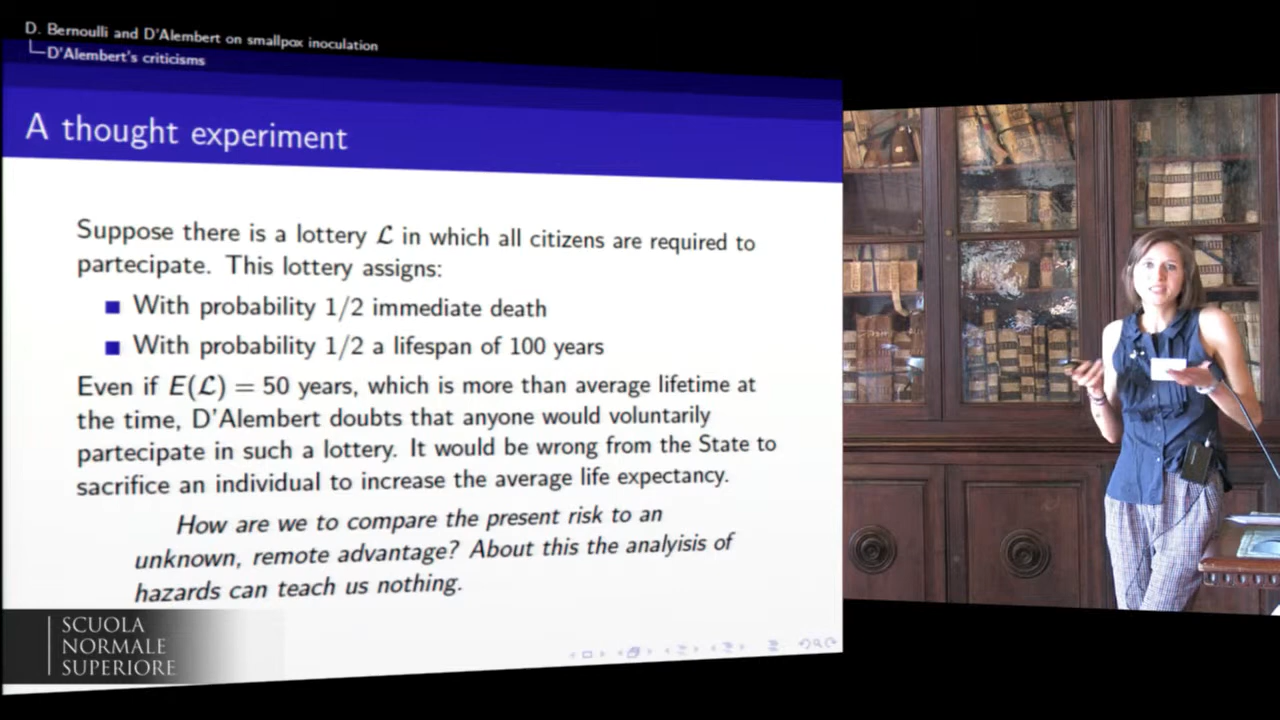 D. Bernoulli and D'Alembert on smallpox inoculation
D'Alembert's criticisms
A thought experiment
Suppose there is a lottery ℒ in which all citizens are required to
partecipate. This lottery assigns:
With probability 1/2 immediate death
With probability 1/2 a lifespan of 100 years
Even if E(ℒ) = 50 years, which is more than average lifetime at
the time, D'Alembert doubts that anyone would voluntarily
partecipate in such a lottery. It would be wrong from the State to
sacrifice an individual to increase the average life expectancy.
How are we to compare the present risk to an
unknown, remote advantage? About this the analyisis of
hazards can teach us nothing.
SCUOLA
NORMALE
SUPERIORE